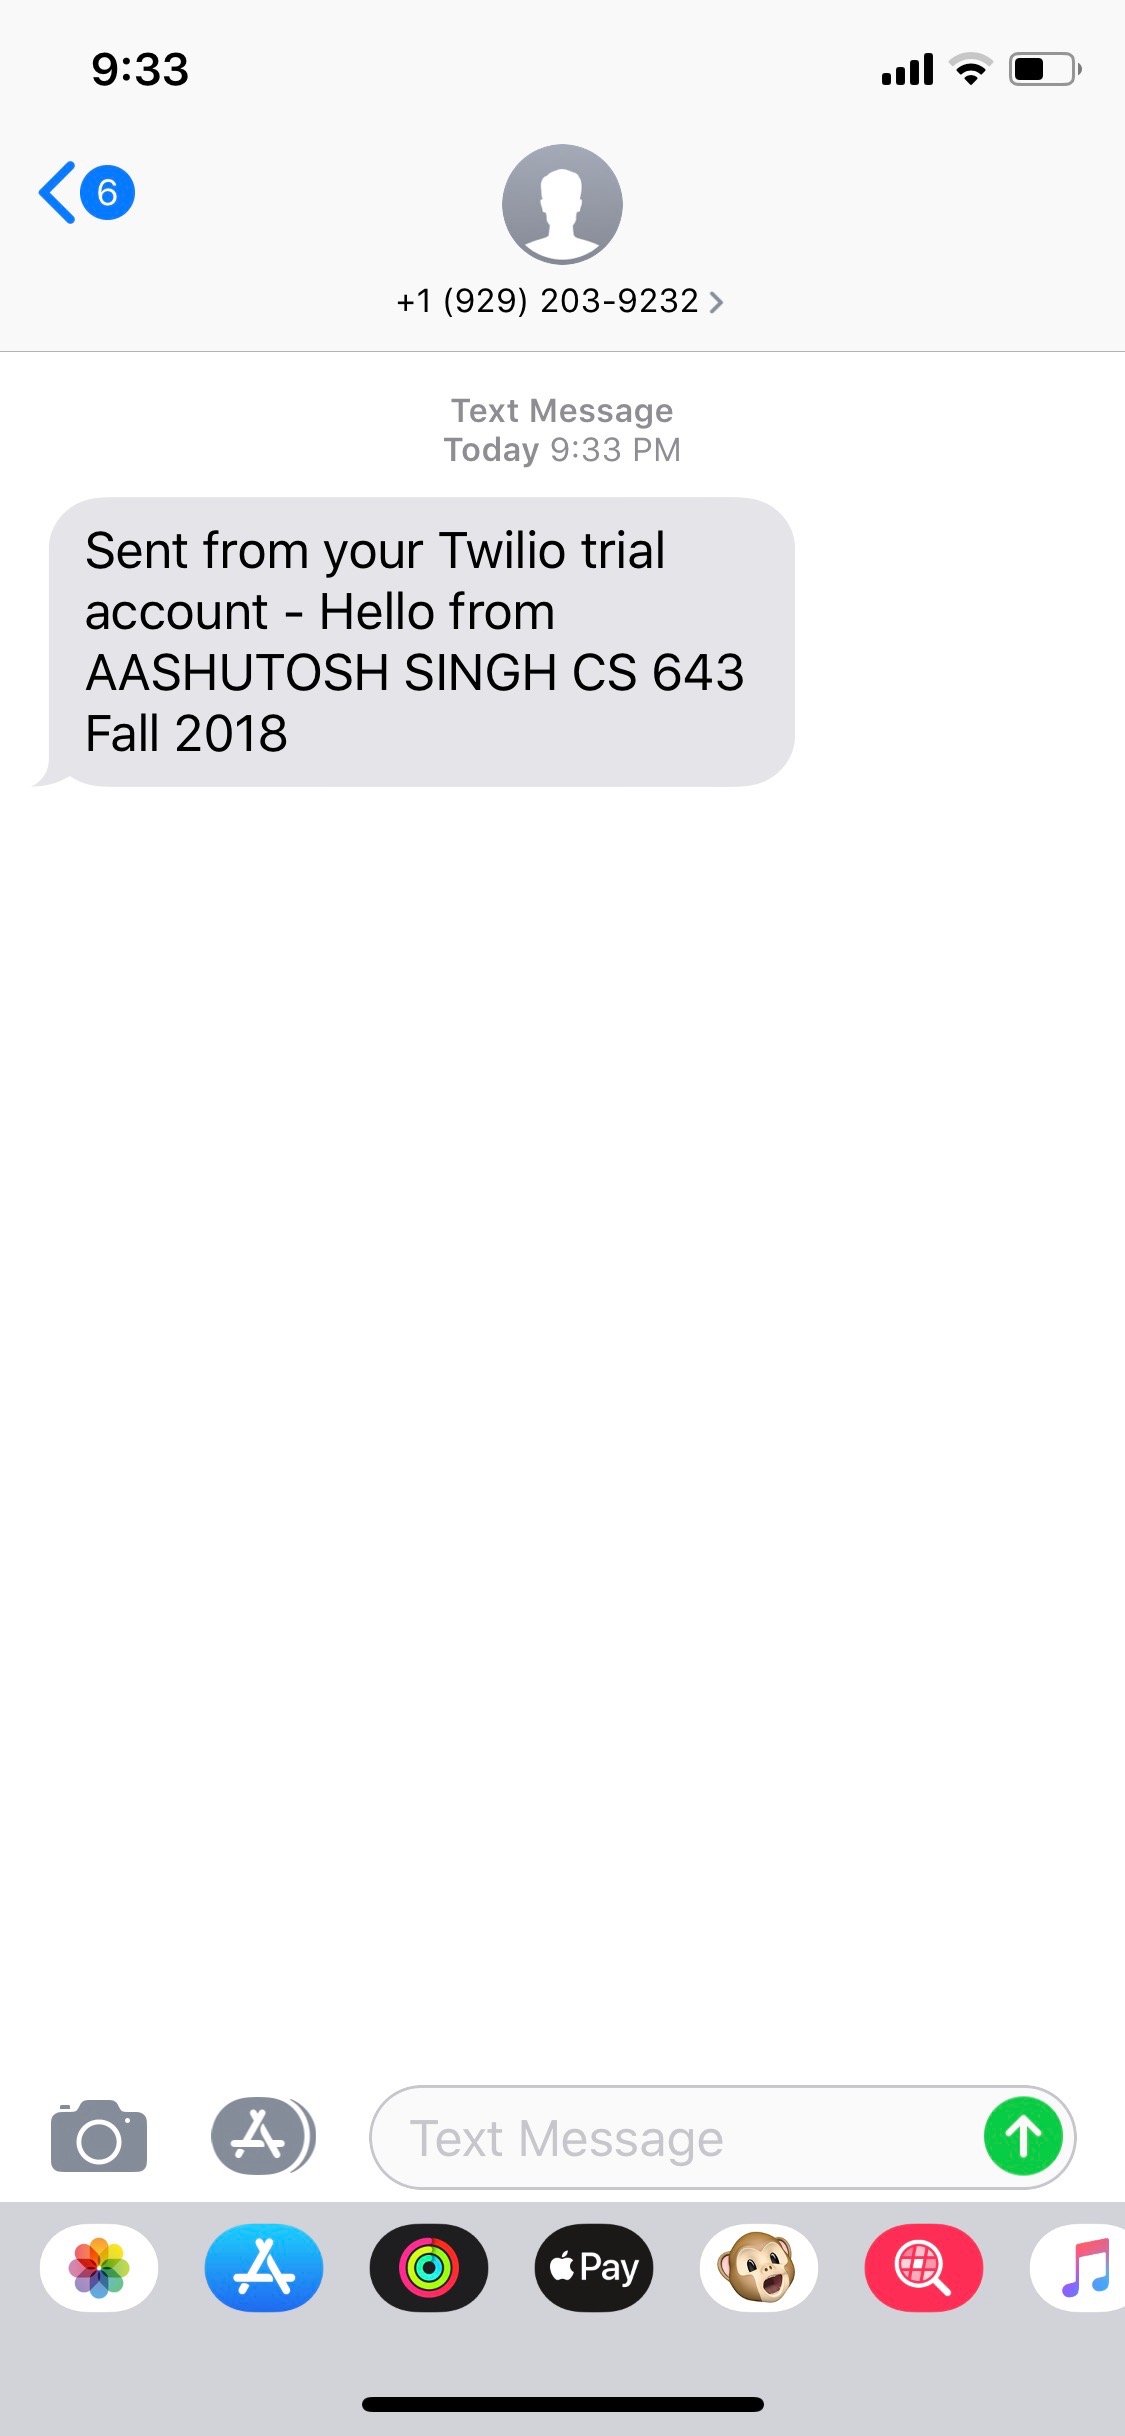 9:33
6
+1 (929) 203-9232
Text Message
Today 9:33 PM
Sent from your Twilio trial
account - Hello from
AASHUTOSH SINGH CS 643
Fall 2018
Text Message
Pay